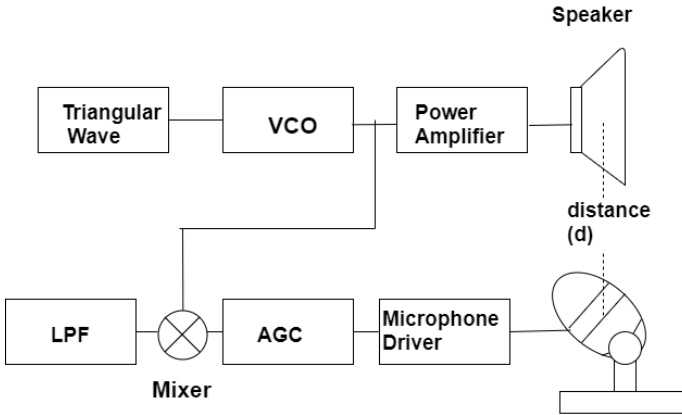 Speaker
Triangular
Wave
VCO
Power
Amplifier
distance
(d)
LPF
AGC
Microphone
Driver
Mixer